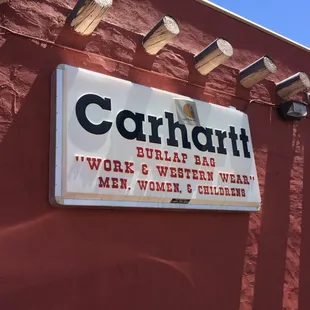 Carhartt
BURLAP BAG
"WORK & WESTERN WEAR"
MEN, WOMEN, & CHILDRENS